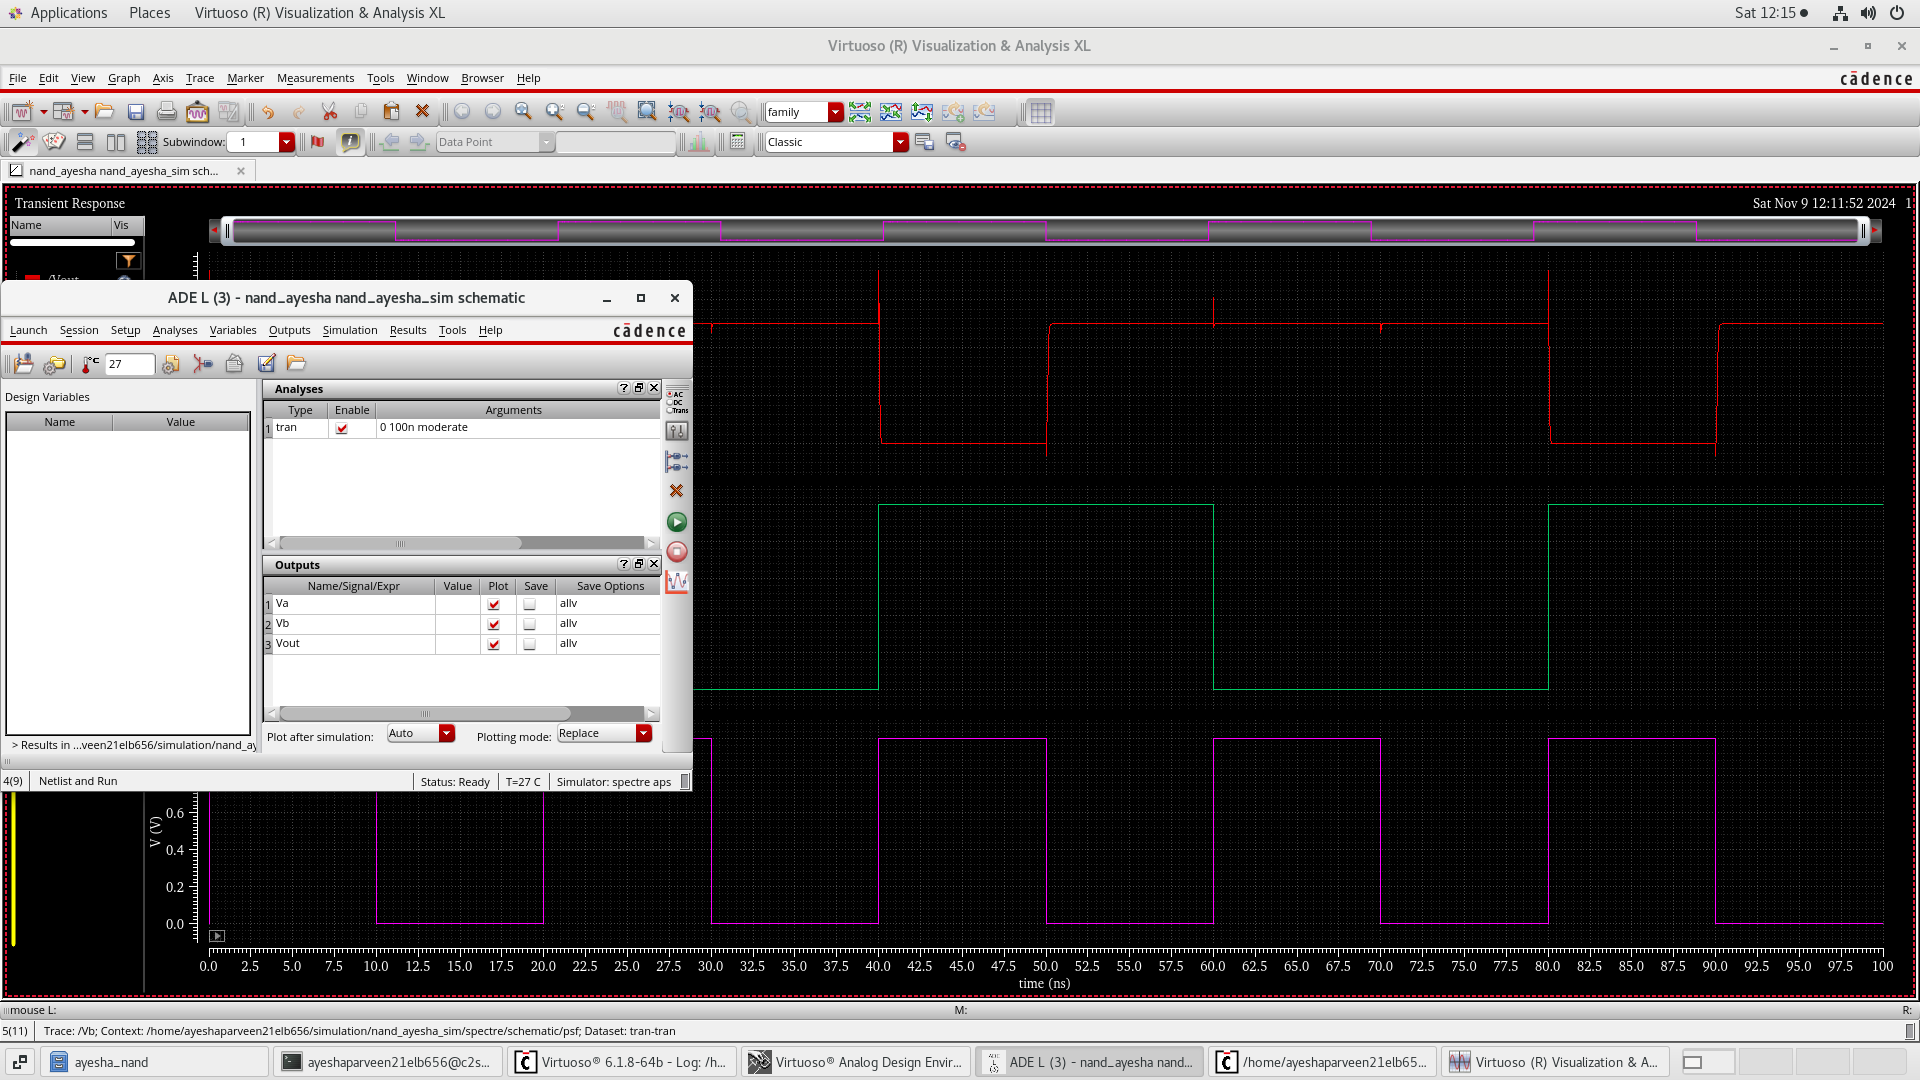 Applications Places Virtuoso (R) Visualization & Analysis XL Sat 12:15
Virtuoso (R) Visualization & Analysis XL
File Edit View Graph Axis Trace Marker Measurements Tools Window Browser Help cādence
family
Subwindow: 1 Data Point Classic
nand_ayesha nand_ayesha_sim sch...
Transient Response
Sat Nov 9 12:11:52 2024 1
Name Vis
ADE L (3) - nand_ayesha nand_ayesha_sim schematic
Launch Session Setup Analyses Variables Outputs Simulation Results Tools Help cādence
°C 27
Design Variables
Name Value
Analyses
Type Enable Arguments
1 tran 0 100n moderate
AC
DC
Trans
Outputs
Name/Signal/Expr Value Plot Save Save Options
1 Va allv
2 Vb allv
3 Vout allv
Plot after simulation: Auto Plotting mode: Replace
> Results in ...veen21elb656/simulation/nand_ay
4(9) Netlist and Run Status: Ready T=27 C Simulator: spectre aps
V (V)
0.6
0.4
0.2
0.0
0.0 2.5 5.0 7.5 10.0 12.5 15.0 17.5 20.0 22.5 25.0 27.5 30.0 32.5 35.0 37.5 40.0 42.5 45.0 47.5 50.0 52.5 55.0 57.5 60.0 62.5 65.0 67.5 70.0 72.5 75.0 77.5 80.0 82.5 85.0 87.5 90.0 92.5 95.0 97.5 100
time (ns)
mouse L: M: R:
5(11) Trace: /Vb; Context: /home/ayeshaparveen21elb656/simulation/nand_ayesha_sim/spectre/schematic/psf; Dataset: tran-tran
ayesha_nand ayeshaparveen21elb656@c2s... Virtuoso® 6.1.8-64b - Log: /h... Virtuoso® Analog Design Envir... ADE L (3) - nand_ayesha nand... /home/ayeshaparveen21elb65... Virtuoso (R) Visualization & A...